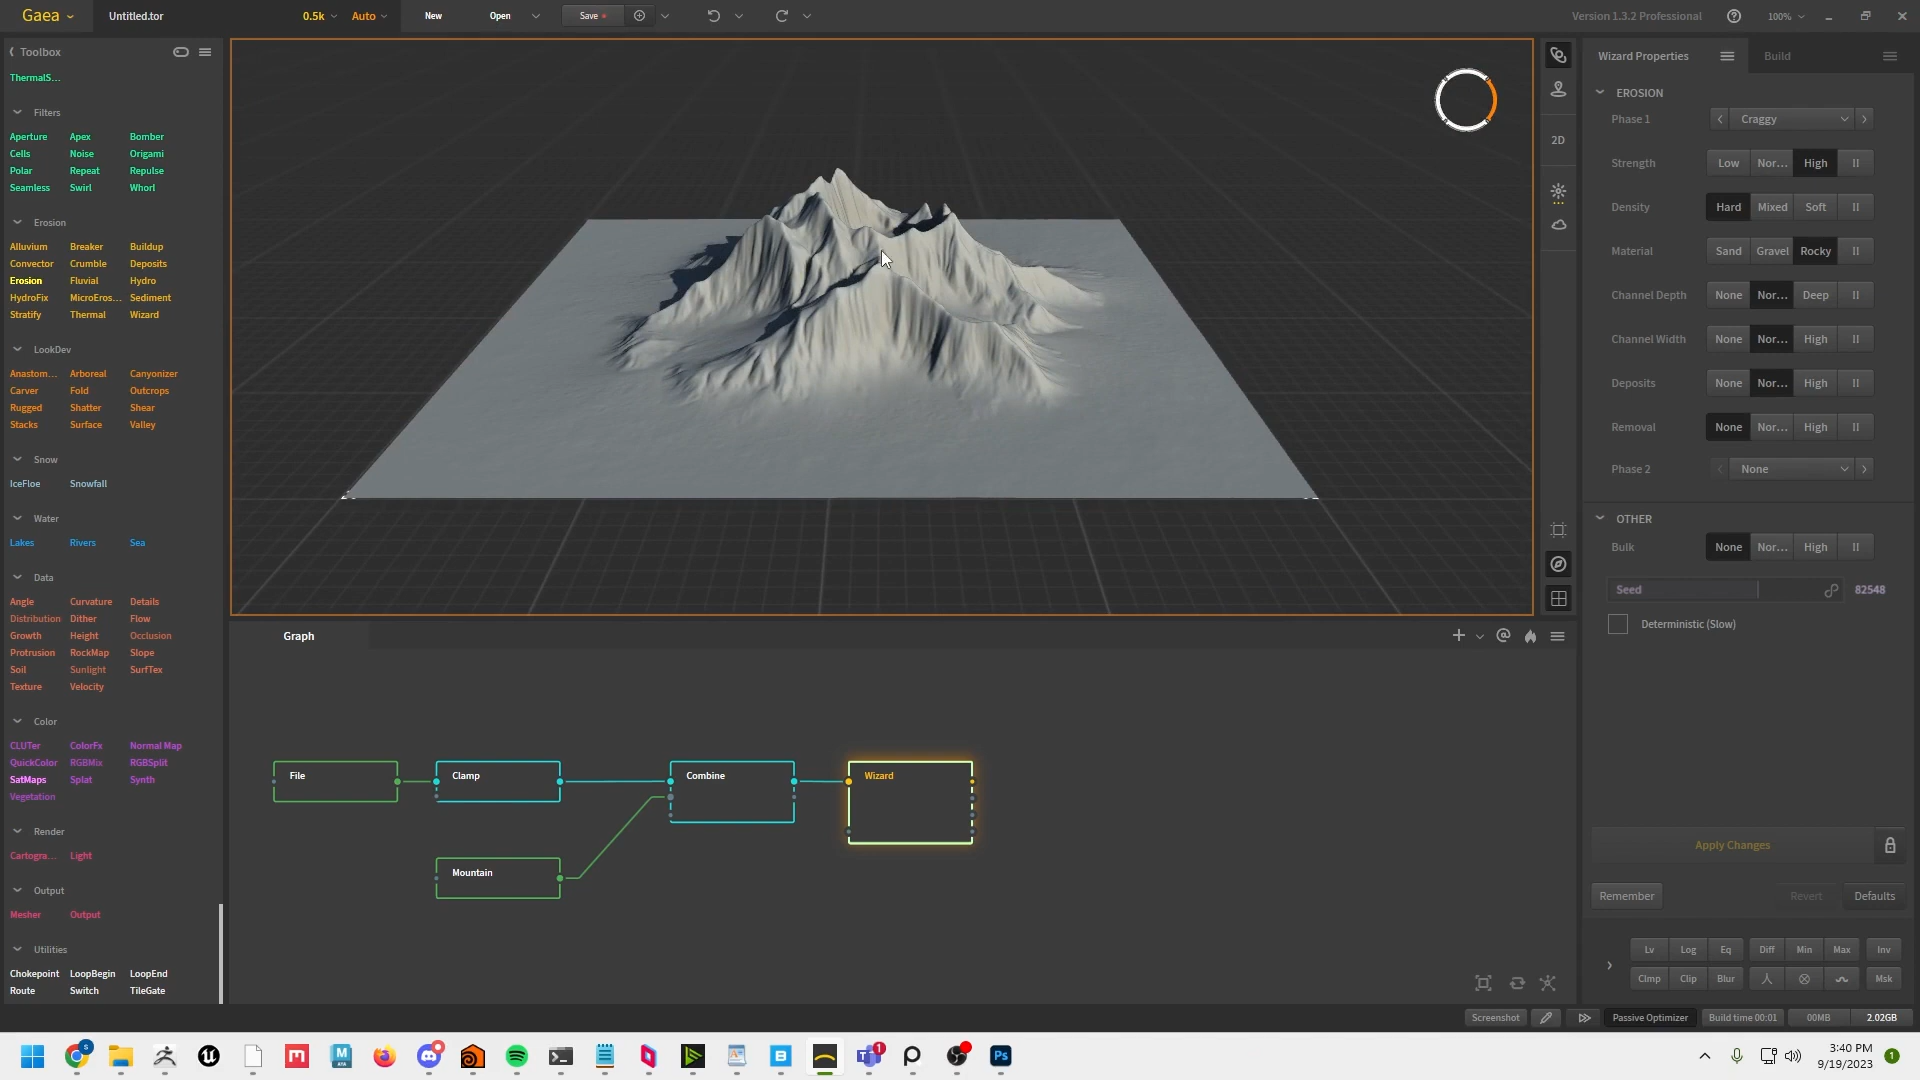 Gaea
Untitled.tor
0.5k
Auto
New
Open
Save
Version 1.3.2 Professional
100%
Toolbox
ThermalS...
Filters
Aperture Apex Bomber
Cells Noise Origami
Polar Repeat Repulse
Seamless Swirl Whorl
Erosion
Alluvium Breaker Buildup
Convector Crumble Deposits
Erosion Fluvial Hydro
HydroFix MicroEros... Sediment
Stratify Thermal Wizard
LookDev
Anastom... Arboreal Canyonizer
Carver Fold Outcrops
Rugged Shatter Shear
Stacks Surface Valley
Snow
IceFloe Snowfall
Water
Lakes Rivers Sea
Data
Angle Curvature Details
Distribution Dither Flow
Growth Height Occlusion
Protrusion RockMap Slope
Soil Sunlight SurfTex
Texture Velocity
Color
CLUTer ColorFx Normal Map
QuickColor RGBMix RGBSplit
SatMaps Splat Synth
Vegetation
Render
Cartogra... Light
Output
Mesher Output
Utilities
Chokepoint LoopBegin LoopEnd
Route Switch TileGate
2D
Graph
File
Clamp
Combine
Wizard
Mountain
Wizard Properties
Build
EROSION
Phase 1 Craggy
Strength Low Nor... High
Density Hard Mixed Soft
Material Sand Gravel Rocky
Channel Depth None Nor... Deep
Channel Width None Nor... High
Deposits None Nor... High
Removal None Nor... High
Phase 2 None
OTHER
Bulk None Nor... High
Seed 82548
Deterministic (Slow)
Apply Changes
Remember Revert Defaults
Lv Log Eq Diff Min Max Inv
Clmp Clip Blur Msk
Screenshot Passive Optimizer Build time 00:01 00MB 2.02GB
3:40 PM
9/19/2023
1